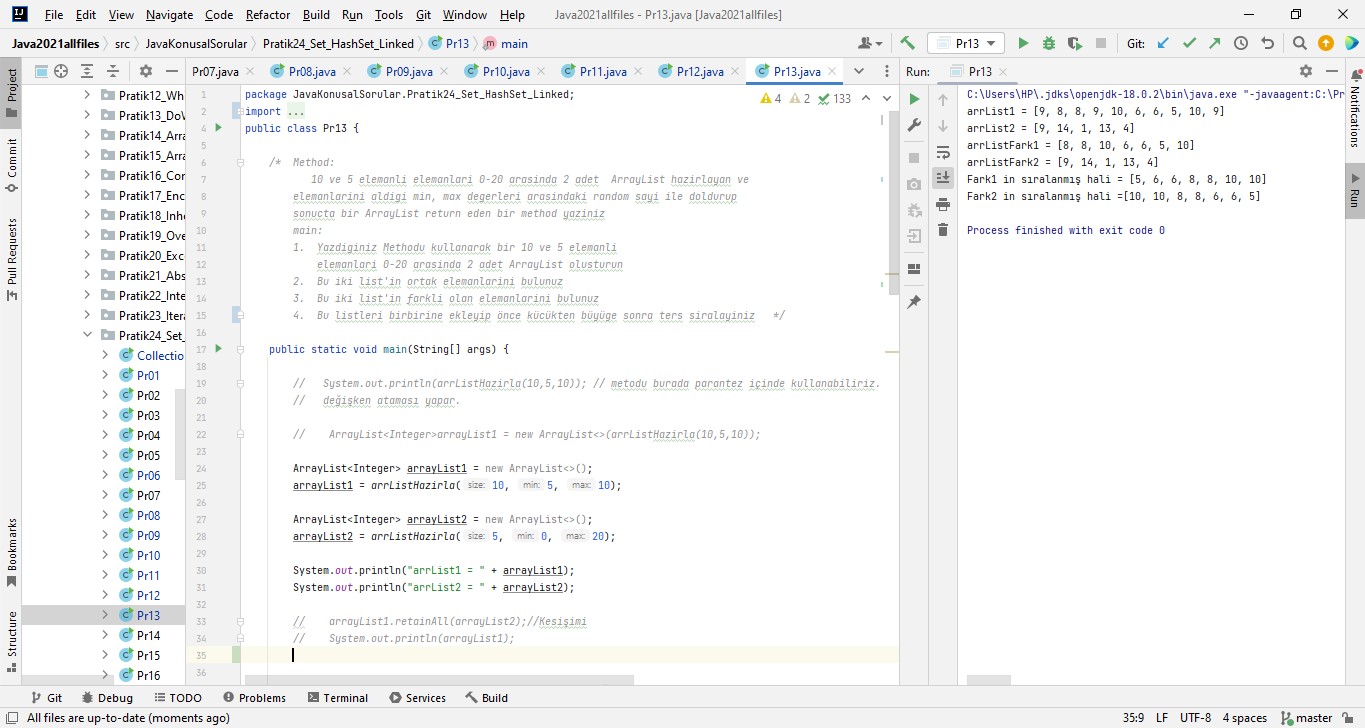 File Edit View Navigate Code Refactor Build Run Tools Git Window Help Java2021allfiles - Pr13.java [Java2021allfiles]
Java2021allfiles src JavaKonusalSorular Pratik24_Set_HashSet_Linked Pr13 main Pr13 Git:
Project
Commit
Pull Requests
Bookmarks
Structure
Pratik12_Wh
Pratik13_DoV
Pratik14_Arra
Pratik15_Arra
Pratik16_Cor
Pratik17_Enc
Pratik18_Inhe
Pratik19_Ove
Pratik20_Exc
Pratik21_Abs
Pratik22_Inte
Pratik23_Itera
Pratik24_Set_
Collectio
Pr01
Pr02
Pr03
Pr04
Pr05
Pr06
Pr07
Pr08
Pr09
Pr10
Pr11
Pr12
Pr13
Pr14
Pr15
Pr16
Pr07.java Pr08.java Pr09.java Pr10.java Pr11.java Pr12.java Pr13.java
4 2 133
1 package JavaKonusalSorular.Pratik24_Set_HashSet_Linked;
2 import ...
4 public class Pr13 {
5
6 /* Method:
7 10 ve 5 elemanli elemanlari 0-20 arasinda 2 adet ArrayList hazirlayan ve
8 elemanlarini aldigi min, max degerleri arasindaki random sayi ile doldurup
9 sonucta bir ArrayList return eden bir method yaziniz
10 main:
11 1. Yazdiginiz Methodu kullanarak bir 10 ve 5 elemanli
12 elemanlari 0-20 arasinda 2 adet ArrayList olusturun
13 2. Bu iki list'in ortak elemanlarini bulunuz
14 3. Bu iki list'in farkli olan elemanlarini bulunuz
15 4. Bu listleri birbirine ekleyip önce kücükten büyüge sonra ters siralayiniz */
16
17 public static void main(String[] args) {
18
19 // System.out.println(arrListHazirla(10,5,10)); // metodu burada parantez içinde kullanabiliriz.
20 // değişken ataması yapar.
21
22 // ArrayList<Integer>arrayList1 = new ArrayList<>(arrListHazirla(10,5,10));
23
24 ArrayList<Integer> arrayList1 = new ArrayList<>();
25 arrayList1 = arrListHazirla( size: 10, min: 5, max: 10);
26
27 ArrayList<Integer> arrayList2 = new ArrayList<>();
28 arrayList2 = arrListHazirla( size: 5, min: 0, max: 20);
29
30 System.out.println("arrList1 = " + arrayList1);
31 System.out.println("arrList2 = " + arrayList2);
32
33 // arrayList1.retainAll(arrayList2);//Kesişimi
34 // System.out.println(arrayList1);
35
36
Run: Pr13
C:\Users\HP\.jdks\openjdk-18.0.2\bin\java.exe "-javaagent:C:\Pr
arrList1 = [9, 8, 8, 9, 10, 6, 6, 5, 10, 9]
arrList2 = [9, 14, 1, 13, 4]
arrListFark1 = [8, 8, 10, 6, 6, 5, 10]
arrListFark2 = [9, 14, 1, 13, 4]
Fark1 in sıralanmış hali = [5, 6, 6, 8, 8, 10, 10]
Fark2 in sıralanmış hali =[10, 10, 8, 8, 6, 6, 5]
Process finished with exit code 0
Notifications
Run
Git Debug TODO Problems Terminal Services Build
All files are up-to-date (moments ago) 35:9 LF UTF-8 4 spaces master